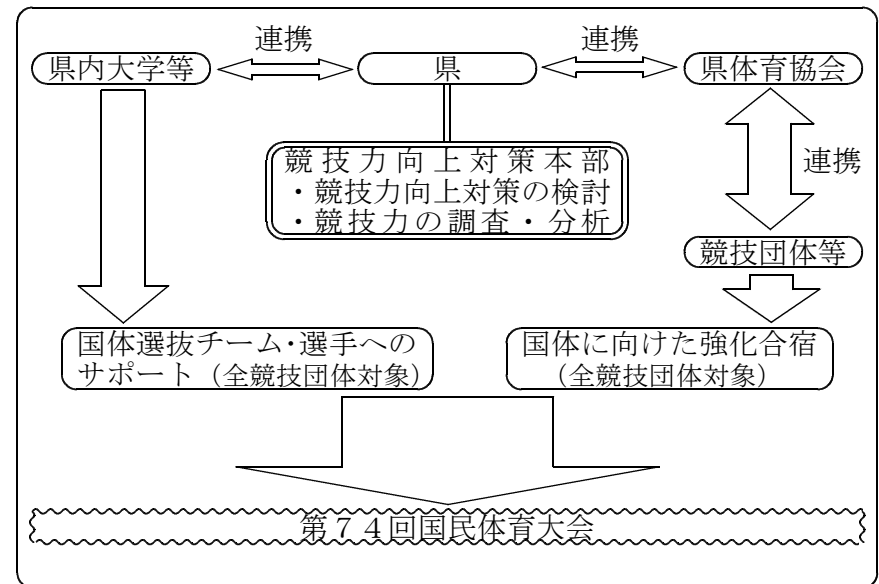 連携
連携
県内大学等
県
県体育協会
競技力向上対策本部
・競技力向上対策の検討
・競技力の調査・分析
連携
競技団体等
国体選抜チーム・選手への
サポート（全競技団体対象）
国体に向けた強化合宿
（全競技団体対象）
第７４回国民体育大会